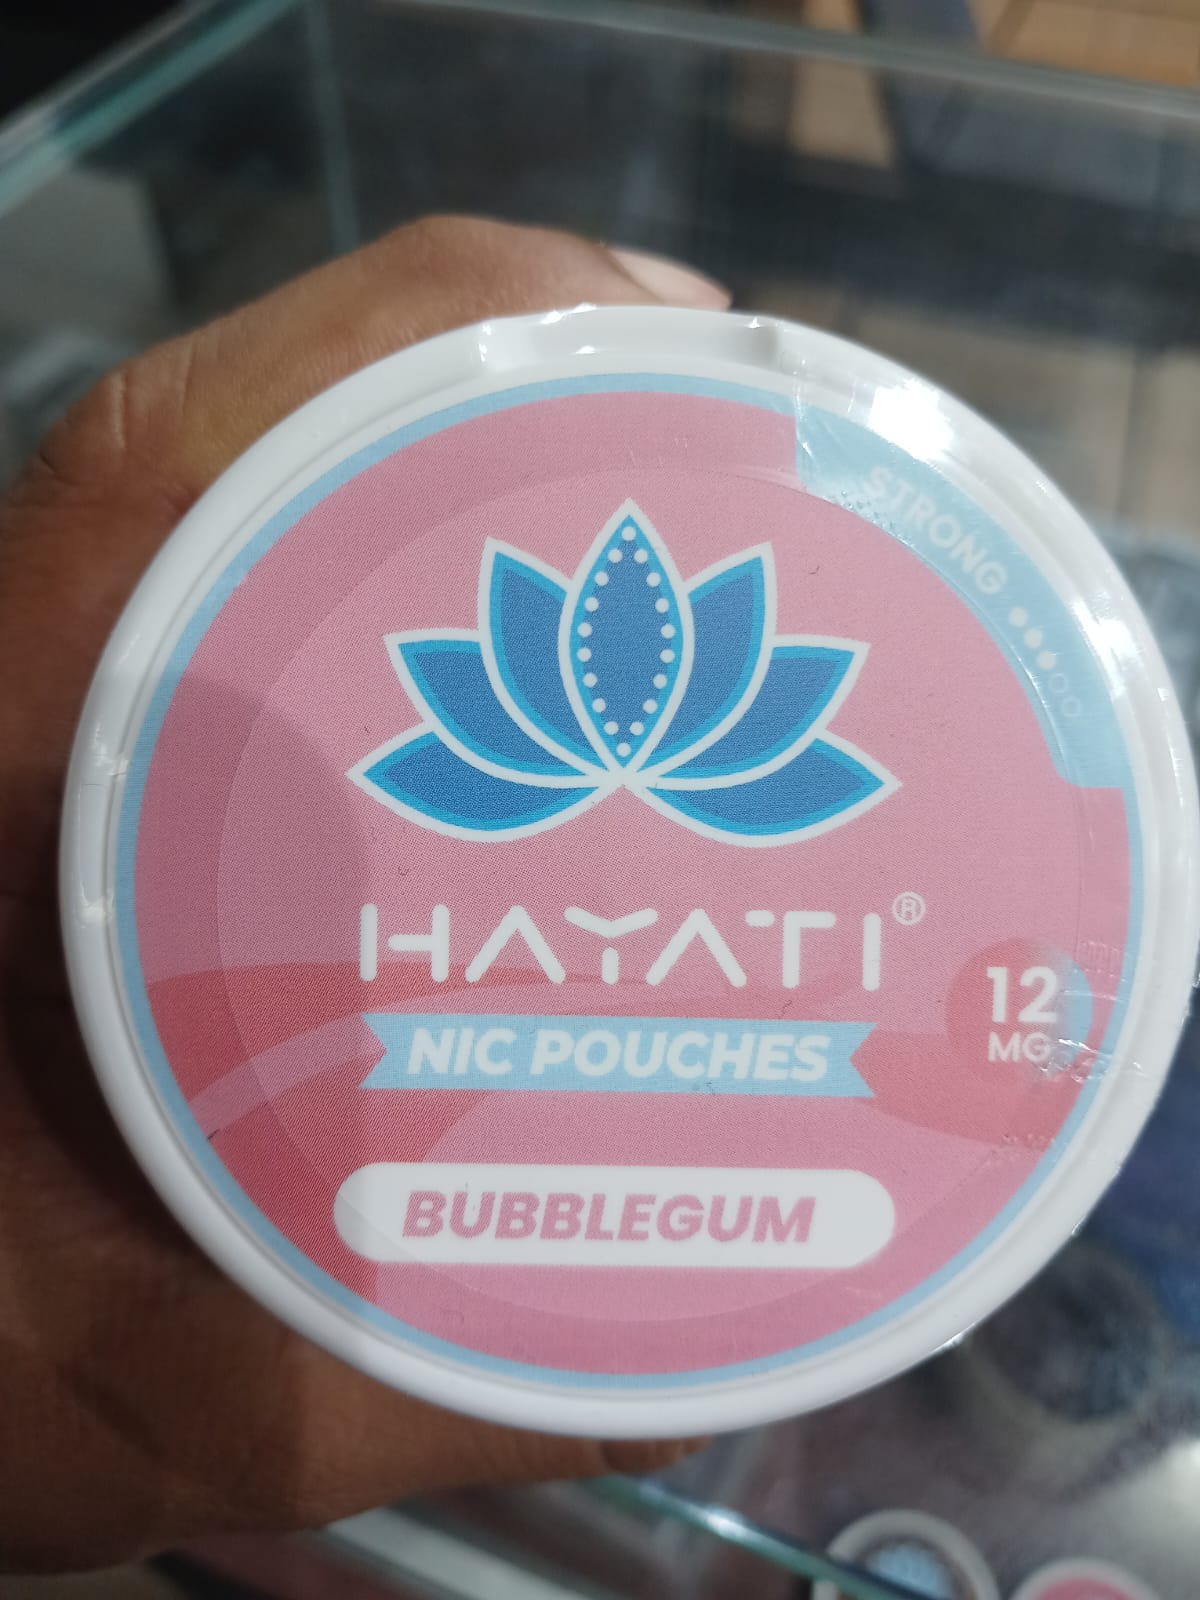 STRONG
HAYATI®
12
MG
NIC POUCHES
BUBBLEGUM